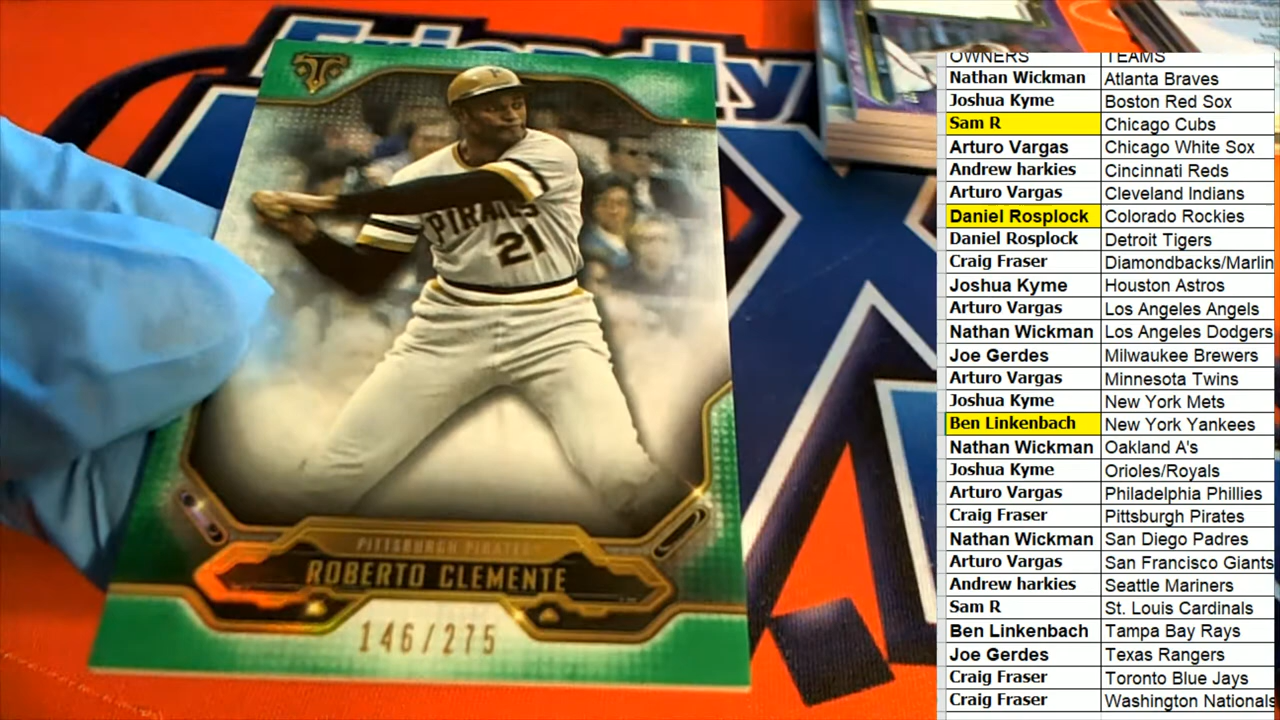 Friendly
PIRATES
21
PITTSBURGH PIRATES
ROBERTO CLEMENTE
146/275
OWNERS TEAMS
Nathan Wickman Atlanta Braves
Joshua Kyme Boston Red Sox
Sam R Chicago Cubs
Arturo Vargas Chicago White Sox
Andrew harkies Cincinnati Reds
Arturo Vargas Cleveland Indians
Daniel Rosplock Colorado Rockies
Daniel Rosplock Detroit Tigers
Craig Fraser Diamondbacks/Marlin
Joshua Kyme Houston Astros
Arturo Vargas Los Angeles Angels
Nathan Wickman Los Angeles Dodgers
Joe Gerdes Milwaukee Brewers
Arturo Vargas Minnesota Twins
Joshua Kyme New York Mets
Ben Linkenbach New York Yankees
Nathan Wickman Oakland A's
Joshua Kyme Orioles/Royals
Arturo Vargas Philadelphia Phillies
Craig Fraser Pittsburgh Pirates
Nathan Wickman San Diego Padres
Arturo Vargas San Francisco Giants
Andrew harkies Seattle Mariners
Sam R St. Louis Cardinals
Ben Linkenbach Tampa Bay Rays
Joe Gerdes Texas Rangers
Craig Fraser Toronto Blue Jays
Craig Fraser Washington Nationals